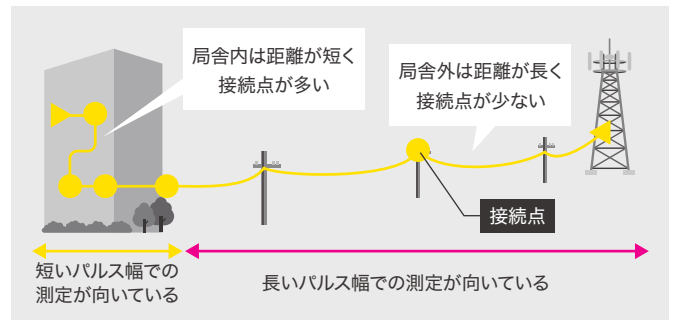 局舎内は距離が短く
接続点が多い
局舎外は距離が長く
接続点が少ない
接続点
短いパルス幅での
測定が向いている
長いパルス幅での測定が向いている